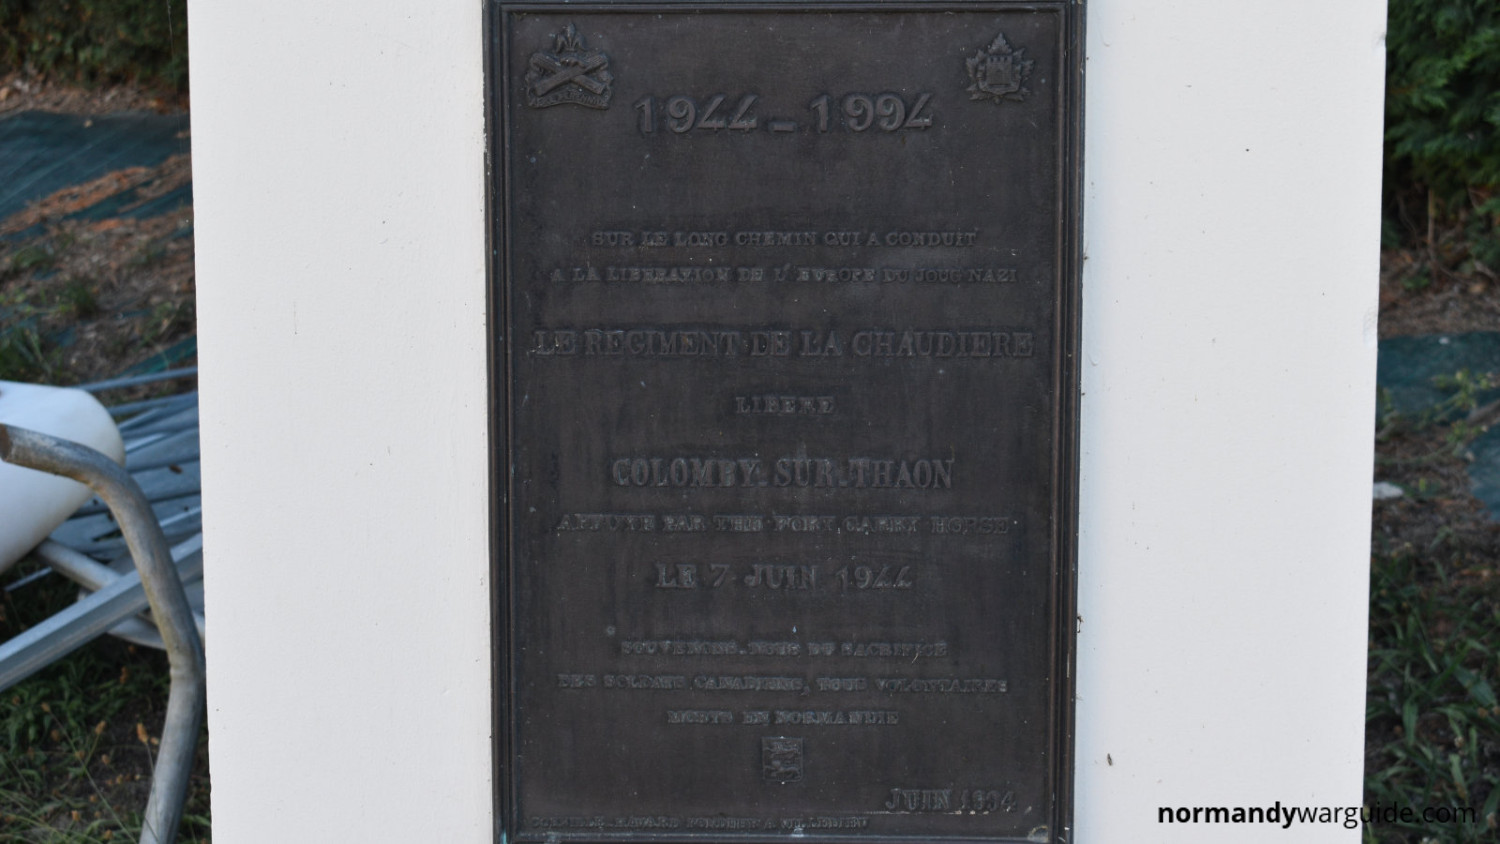 1944 - 1994
SUR LE LONG CHEMIN QUI A CONDUIT
A LA LIBERATION DE L'EUROPE DU JOUG NAZI
LE REGIMENT DE LA CHAUDIERE
LIBERE
COLOMBY-SUR-THAON
APPUYE PAR THE FORT GARRY HORSE
LE 7 JUIN 1944
SOUVENONS-NOUS DU SACRIFICE
DES SOLDATS CANADIENS, TOUS VOLONTAIRES
MORTS EN NORMANDIE
JUIN 1994
normandywarguide.com